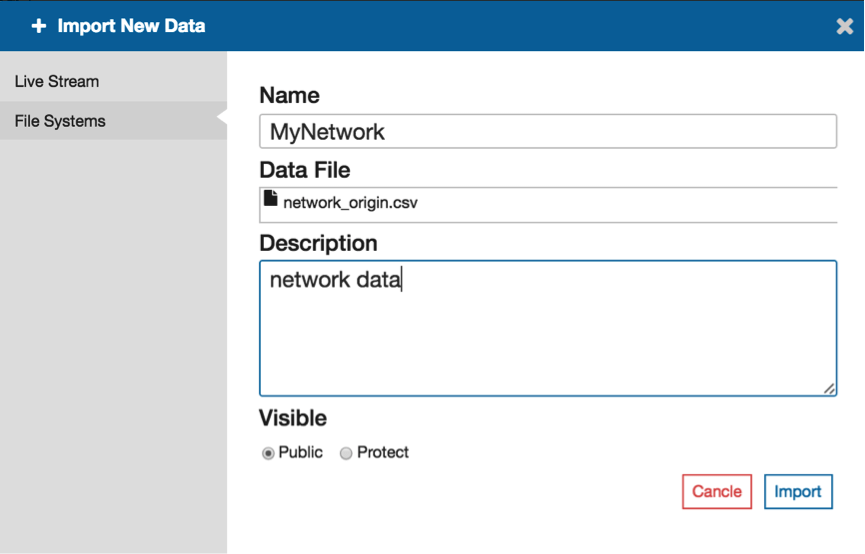 + Import New Data
Live Stream
File Systems
Name
MyNetwork
Data File
network_origin.csv
Description
network data
Visible
Public Protect
Cancle Import